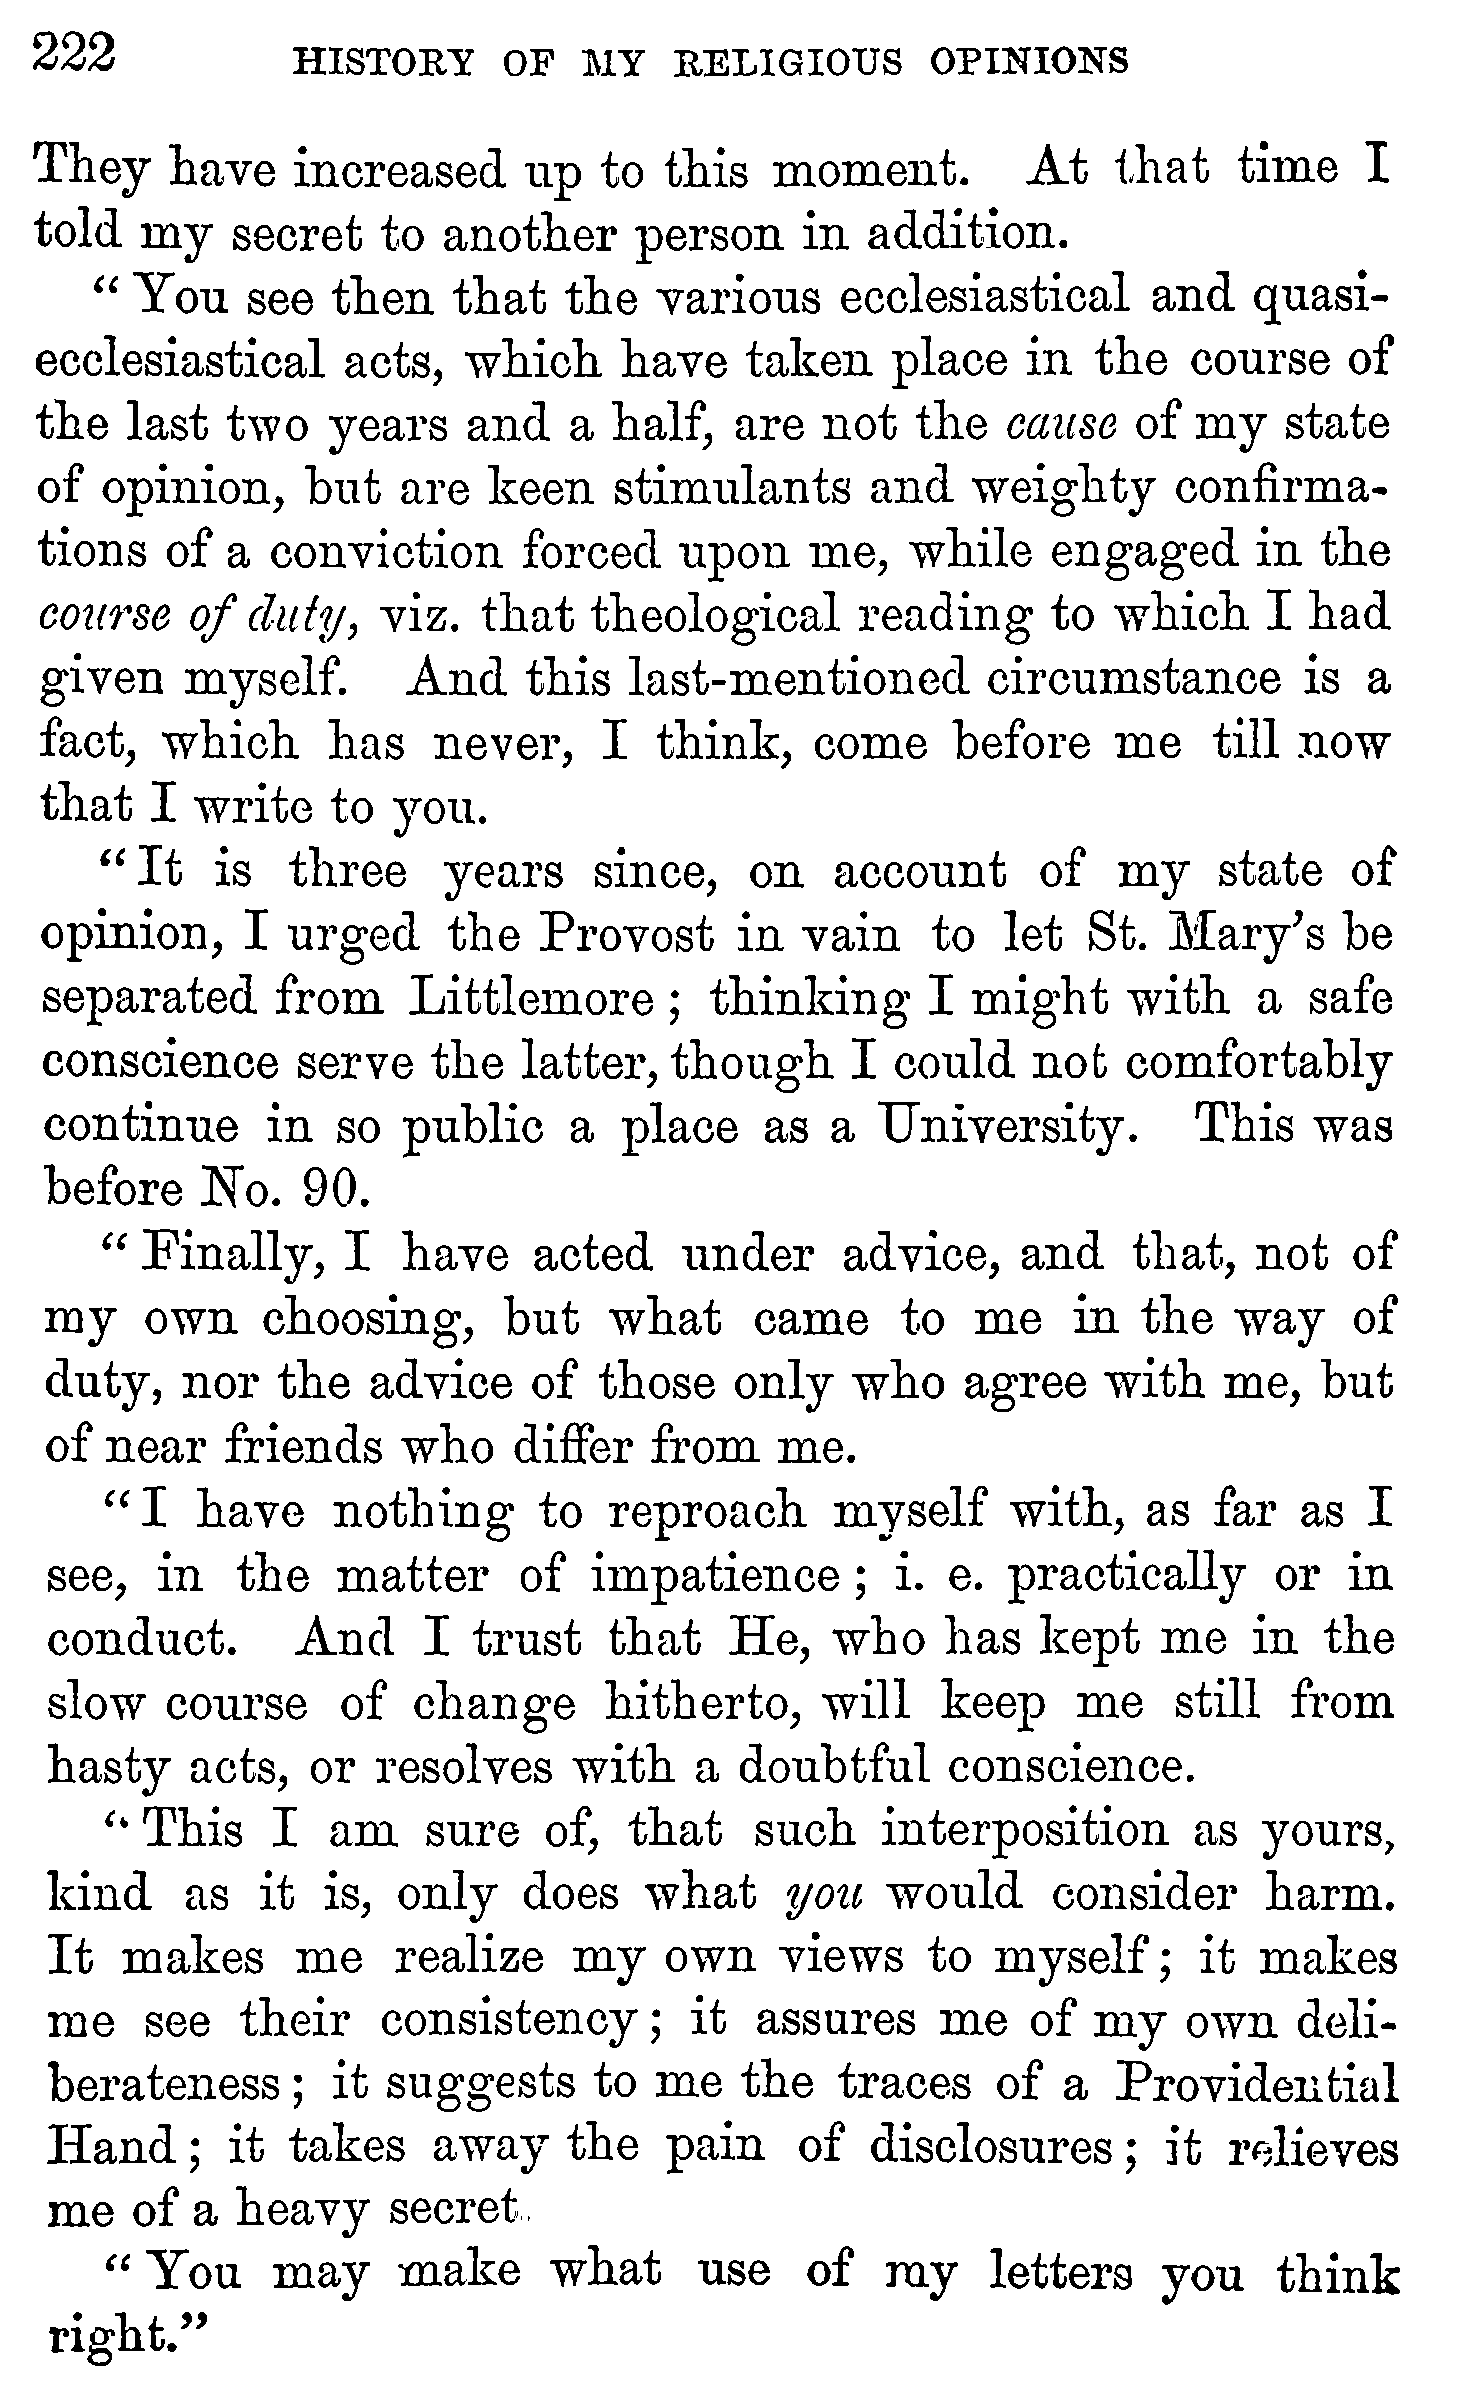 222 HISTORY OF MY RELIGIOUS OPINIONS
They have increased up to this moment. At that time I
told my secret to another person in addition.
“ You see then that the various ecclesiastical and quasi-
ecclesiastical acts, which have taken place in the course of
the last two years and a half, are not the cause of my state
of opinion, but are keen stimulants and weighty confirma-
tions of a conviction forced upon me, while engaged in the
course of duty, viz. that theological reading to which I had
given myself. And this last-mentioned circumstance is a
fact, which has never, I think, come before me till now
that I write to you.
“ It is three years since, on account of my state of
opinion, I urged the Provost in vain to let St. Mary’s be
separated from Littlemore ; thinking I might with a safe
conscience serve the latter, though I could not comfortably
continue in so public a place as a University. This was
before No. 90.
“ Finally, I have acted under advice, and that, not of
my own choosing, but what came to me in the way of
duty, nor the advice of those only who agree with me, but
of near friends who differ from me.
“ I have nothing to reproach myself with, as far as I
see, in the matter of impatience ; i. e. practically or in
conduct. And I trust that He, who has kept me in the
slow course of change hitherto, will keep me still from
hasty acts, or resolves with a doubtful conscience.
“ This I am sure of, that such interposition as yours,
kind as it is, only does what you would consider harm.
It makes me realize my own views to myself ; it makes
me see their consistency ; it assures me of my own deli-
berateness ; it suggests to me the traces of a Providential
Hand ; it takes away the pain of disclosures ; it relieves
me of a heavy secret.
“ You may make what use of my letters you think
right.”